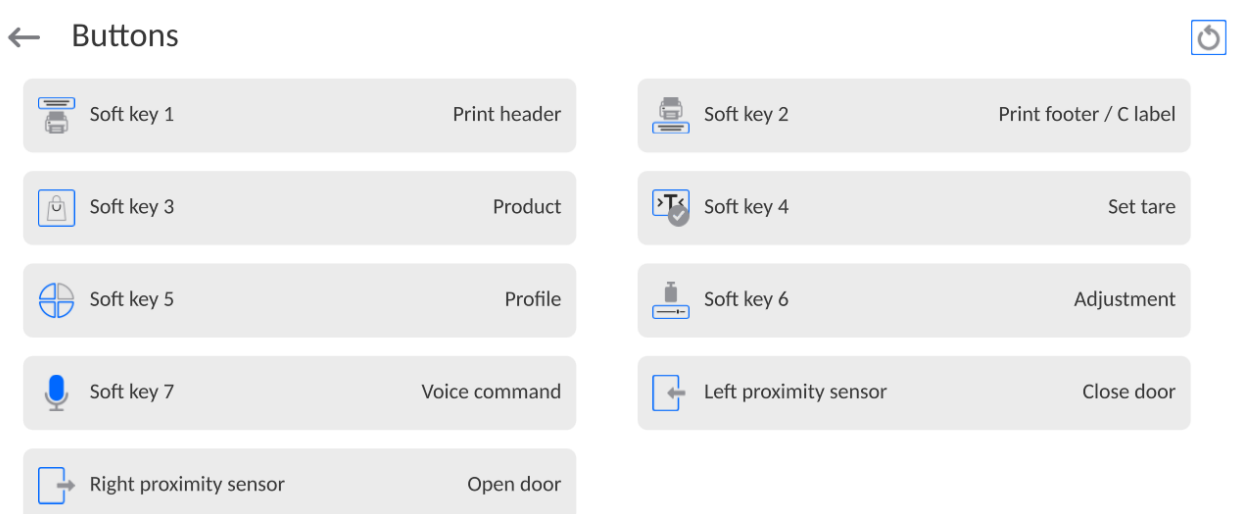 Buttons
Soft key 1 Print header
Soft key 2 Print footer / C label
Soft key 3 Product
>T< Soft key 4 Set tare
Soft key 5 Profile
Soft key 6 Adjustment
Soft key 7 Voice command
Left proximity sensor Close door
Right proximity sensor Open door